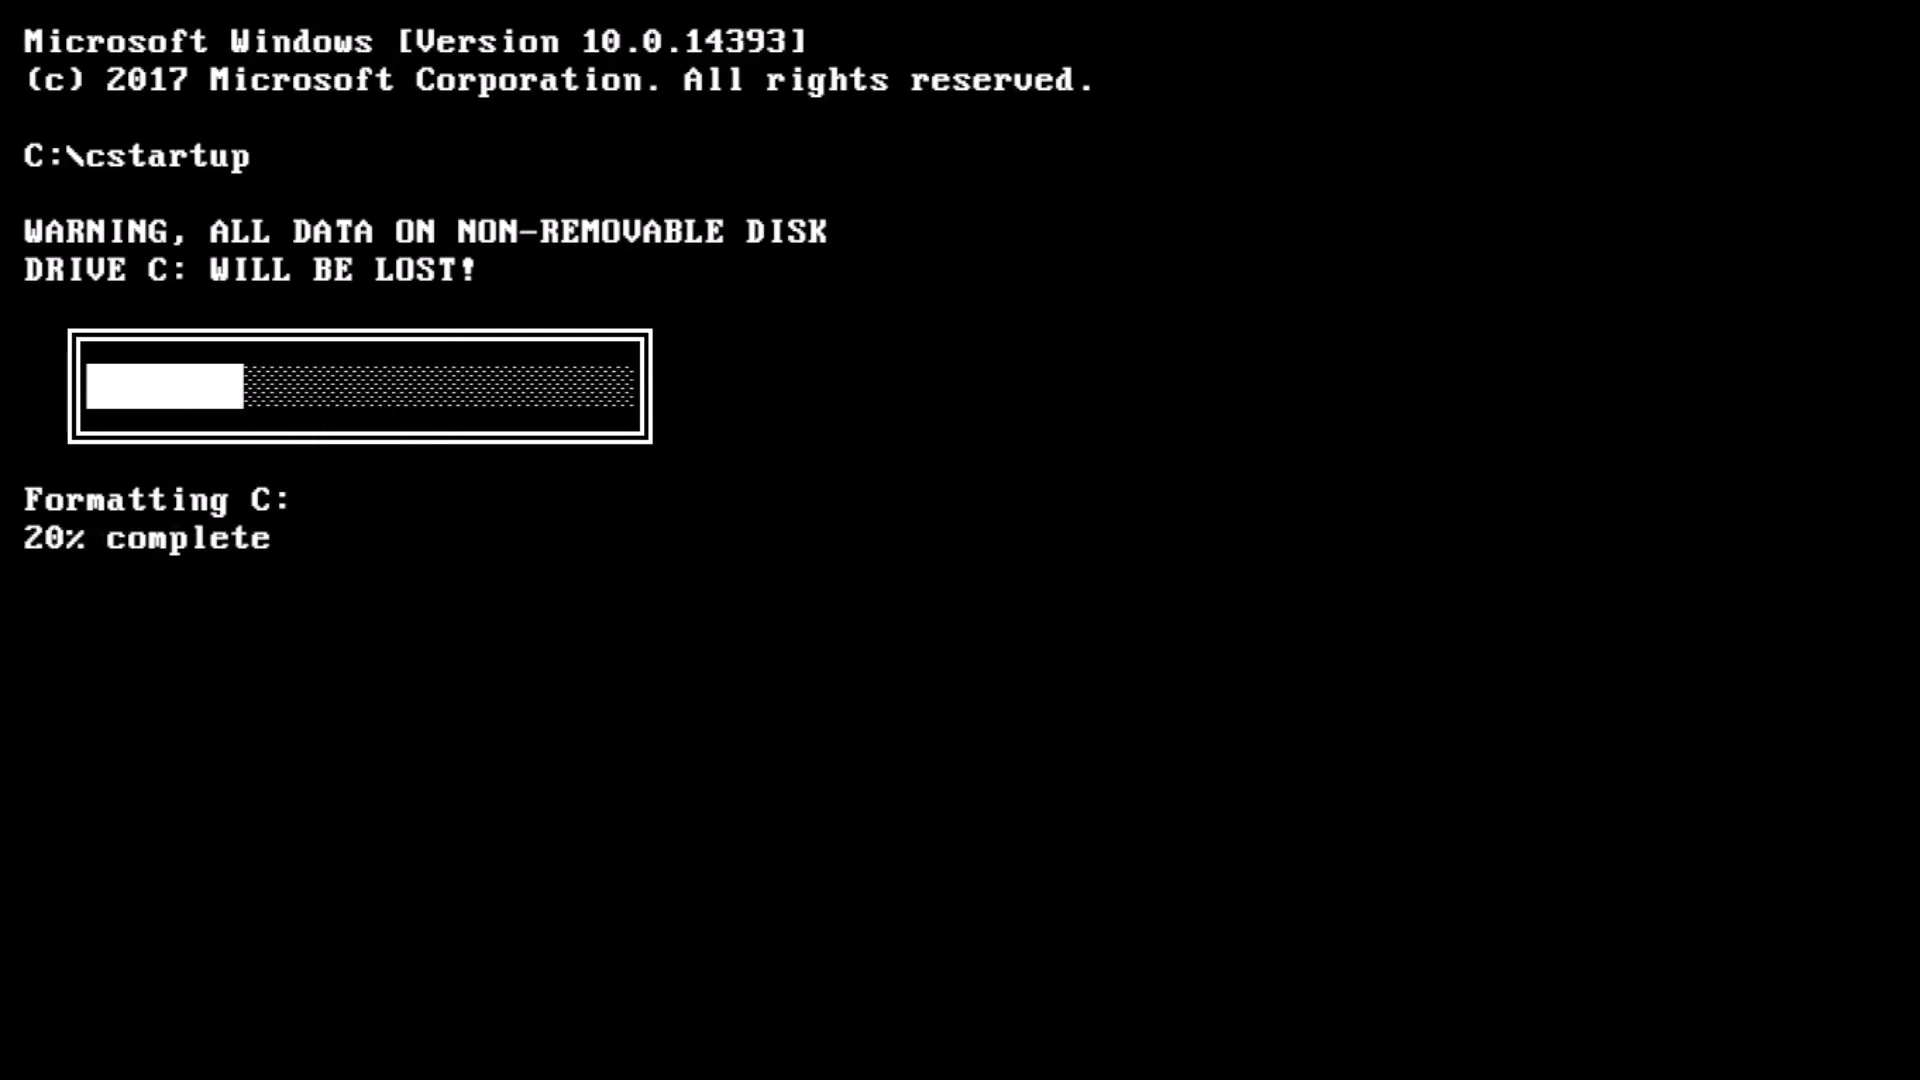 Microsoft Windows [Version 10.0.14393]
(c) 2017 Microsoft Corporation. All rights reserved.
C:\cstartup
WARNING, ALL DATA ON NON-REMOVABLE DISK
DRIVE C: WILL BE LOST!
Formatting C:
20% complete